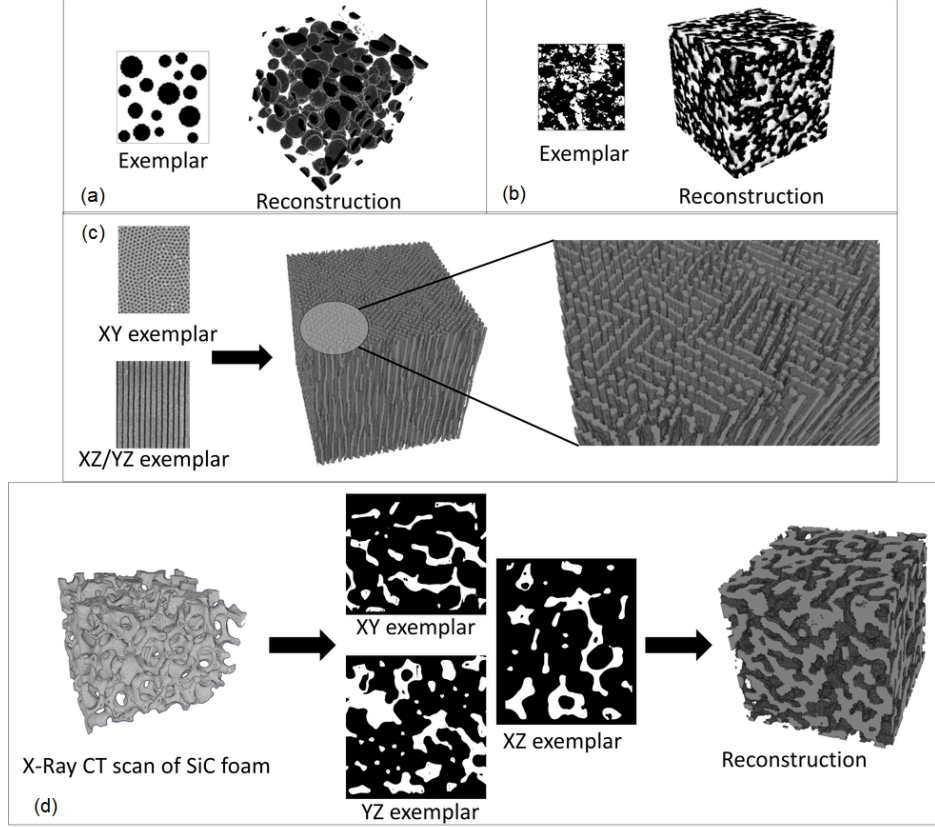 Exemplar
Reconstruction
(a)
Exemplar
Reconstruction
(b)
(c)
XY exemplar
XZ/YZ exemplar
X-Ray CT scan of SiC foam
XY exemplar
YZ exemplar
XZ exemplar
Reconstruction
(d)